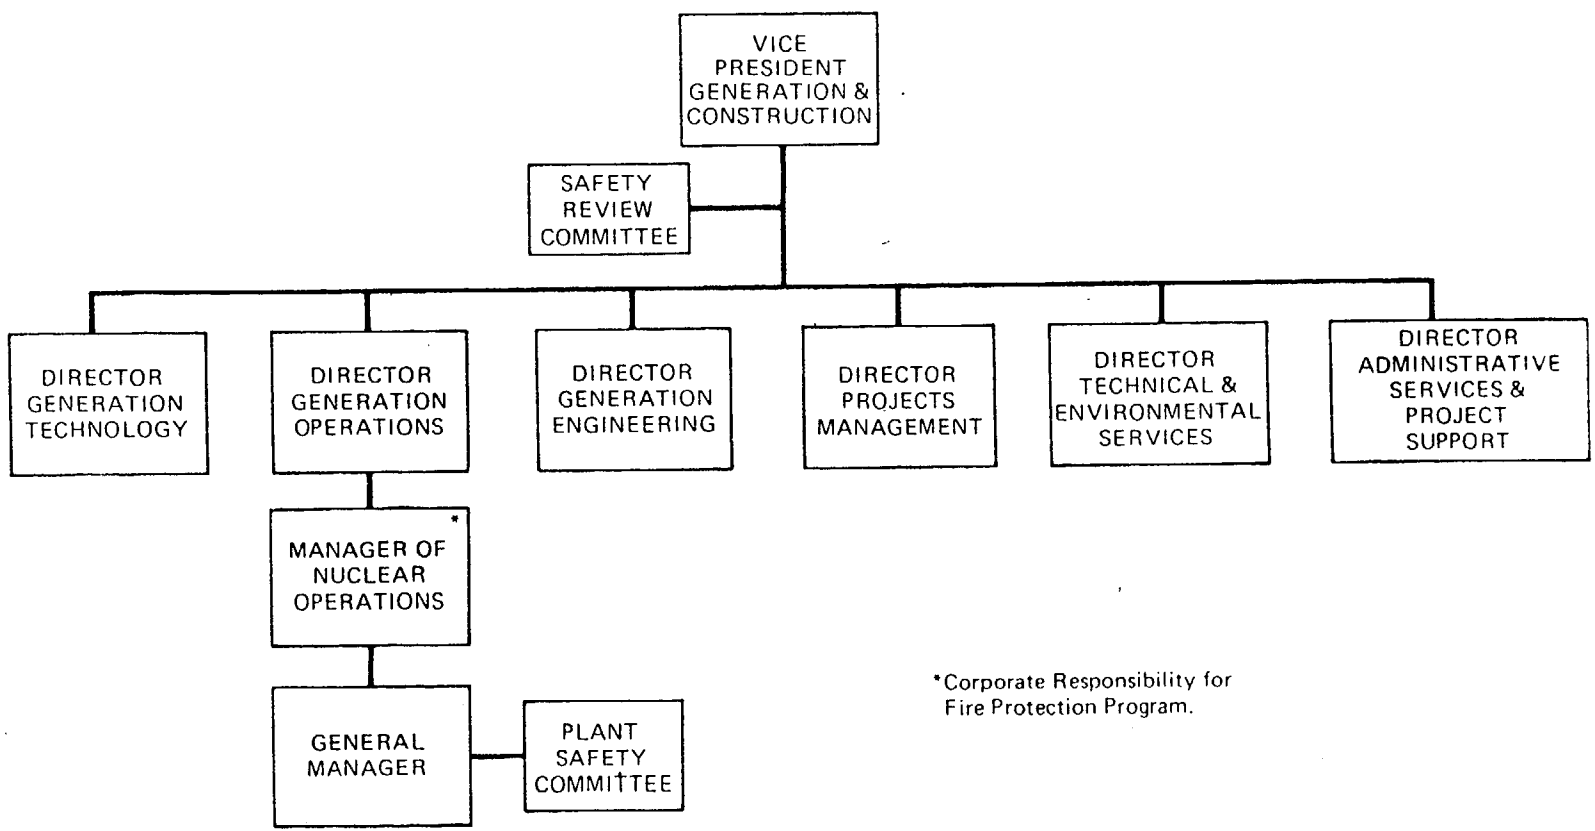 VICE
PRESIDENT
GENERATION &
CONSTRUCTION
SAFETY
REVIEW
COMMITTEE
DIRECTOR
GENERATION
TECHNOLOGY
DIRECTOR
GENERATION
OPERATIONS
DIRECTOR
GENERATION
ENGINEERING
DIRECTOR
PROJECTS
MANAGEMENT
DIRECTOR
TECHNICAL &
ENVIRONMENTAL
SERVICES
DIRECTOR
ADMINISTRATIVE
SERVICES &
PROJECT
SUPPORT
*
MANAGER OF
NUCLEAR
OPERATIONS
GENERAL
MANAGER
PLANT
SAFETY
COMMITTEE
*Corporate Responsibility for
Fire Protection Program.